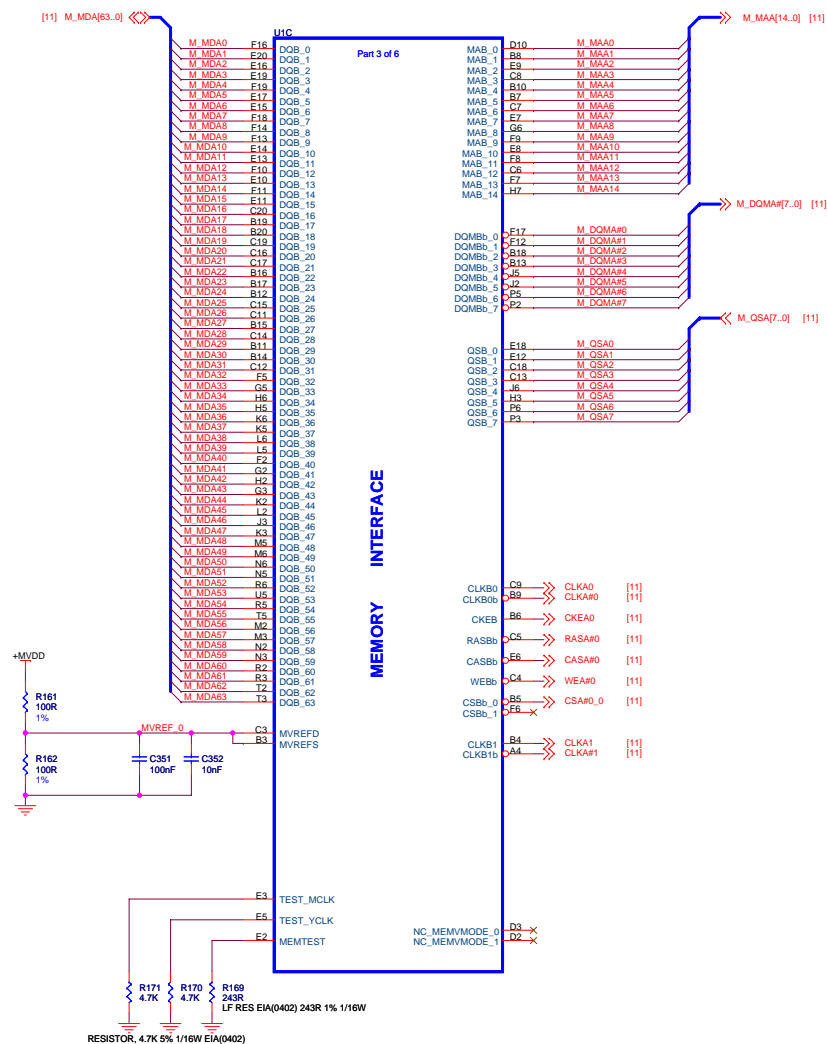 [11] M_MDA[63..0]
U1C
Part 3 of 6
M_MAA[14..0] [11]
M_MDA0 F16 DQB_0
M_MDA1 E20 DQB_1
M_MDA2 E16 DQB_2
M_MDA3 E19 DQB_3
M_MDA4 F19 DQB_4
M_MDA5 E17 DQB_5
M_MDA6 E15 DQB_6
M_MDA7 F18 DQB_7
M_MDA8 F14 DQB_8
M_MDA9 F13 DQB_9
M_MDA10 E14 DQB_10
M_MDA11 E13 DQB_11
M_MDA12 F10 DQB_12
M_MDA13 E10 DQB_13
M_MDA14 F11 DQB_14
M_MDA15 E11 DQB_15
M_MDA16 C20 DQB_16
M_MDA17 B19 DQB_17
M_MDA18 B20 DQB_18
M_MDA19 C19 DQB_19
M_MDA20 C16 DQB_20
M_MDA21 C17 DQB_21
M_MDA22 B16 DQB_22
M_MDA23 B17 DQB_23
M_MDA24 B12 DQB_24
M_MDA25 C15 DQB_25
M_MDA26 C11 DQB_26
M_MDA27 B15 DQB_27
M_MDA28 C14 DQB_28
M_MDA29 B11 DQB_29
M_MDA30 B14 DQB_30
M_MDA31 C12 DQB_31
M_MDA32 F5 DQB_32
M_MDA33 G5 DQB_33
M_MDA34 H6 DQB_34
M_MDA35 H5 DQB_35
M_MDA36 K6 DQB_36
M_MDA37 K5 DQB_37
M_MDA38 L6 DQB_38
M_MDA39 L5 DQB_39
M_MDA40 F2 DQB_40
M_MDA41 G2 DQB_41
M_MDA42 H2 DQB_42
M_MDA43 G3 DQB_43
M_MDA44 K2 DQB_44
M_MDA45 L2 DQB_45
M_MDA46 J3 DQB_46
M_MDA47 K3 DQB_47
M_MDA48 M5 DQB_48
M_MDA49 M6 DQB_49
M_MDA50 N6 DQB_50
M_MDA51 N5 DQB_51
M_MDA52 R6 DQB_52
M_MDA53 U5 DQB_53
M_MDA54 R5 DQB_54
M_MDA55 T5 DQB_55
M_MDA56 M2 DQB_56
M_MDA57 M3 DQB_57
M_MDA58 N2 DQB_58
M_MDA59 N3 DQB_59
M_MDA60 R2 DQB_60
M_MDA61 R3 DQB_61
M_MDA62 T2 DQB_62
M_MDA63 T3 DQB_63
MAB_0 D10 M_MAA0
MAB_1 B8 M_MAA1
MAB_2 E9 M_MAA2
MAB_3 C8 M_MAA3
MAB_4 B10 M_MAA4
MAB_5 B7 M_MAA5
MAB_6 C7 M_MAA6
MAB_7 E7 M_MAA7
MAB_8 G6 M_MAA8
MAB_9 F9 M_MAA9
MAB_10 E8 M_MAA10
MAB_11 F8 M_MAA11
MAB_12 C6 M_MAA12
MAB_13 F7 M_MAA13
MAB_14 H7 M_MAA14
M_DQMA#[7..0] [11]
DQMBb_0 F17 M_DQMA#0
DQMBb_1 F12 M_DQMA#1
DQMBb_2 B18 M_DQMA#2
DQMBb_3 B13 M_DQMA#3
DQMBb_4 J5 M_DQMA#4
DQMBb_5 J2 M_DQMA#5
DQMBb_6 P5 M_DQMA#6
DQMBb_7 P2 M_DQMA#7
M_QSA[7..0] [11]
QSB_0 E18 M_QSA0
QSB_1 E12 M_QSA1
QSB_2 C18 M_QSA2
QSB_3 C13 M_QSA3
QSB_4 J6 M_QSA4
QSB_5 H3 M_QSA5
QSB_6 P6 M_QSA6
QSB_7 P3 M_QSA7
MEMORY INTERFACE
CLKB0 C9 CLKA0 [11]
CLKB0b B9 CLKA#0 [11]
CKEB B6 CKEA0 [11]
RASBb C5 RASA#0 [11]
CASBb E6 CASA#0 [11]
WEBb C4 WEA#0 [11]
CSBb_0 B5 CSA#0_0 [11]
CSBb_1 F6
CLKB1 B4 CLKA1 [11]
CLKB1b A4 CLKA#1 [11]
+MVDD
R161
100R
1%
MVREF_0 C3 MVREFD
B3 MVREFS
R162
100R
1%
C351
100nF
C352
10nF
E3 TEST_MCLK
E5 TEST_YCLK
E2 MEMTEST
NC_MEMVMODE_0 D3
NC_MEMVMODE_1 D2
R171
4.7K
R170
4.7K
R169
243R
LF RES EIA(0402) 243R 1% 1/16W
RESISTOR, 4.7K 5% 1/16W EIA(0402)